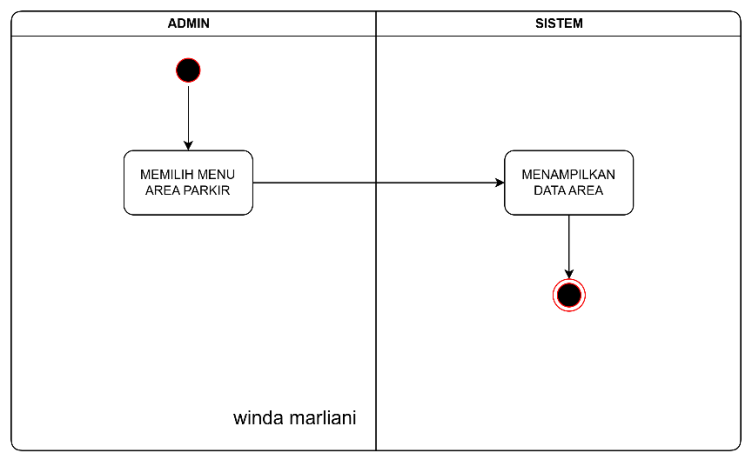 ADMIN
SISTEM
MEMILIH MENU
AREA PARKIR
MENAMPILKAN
DATA AREA
winda marliani